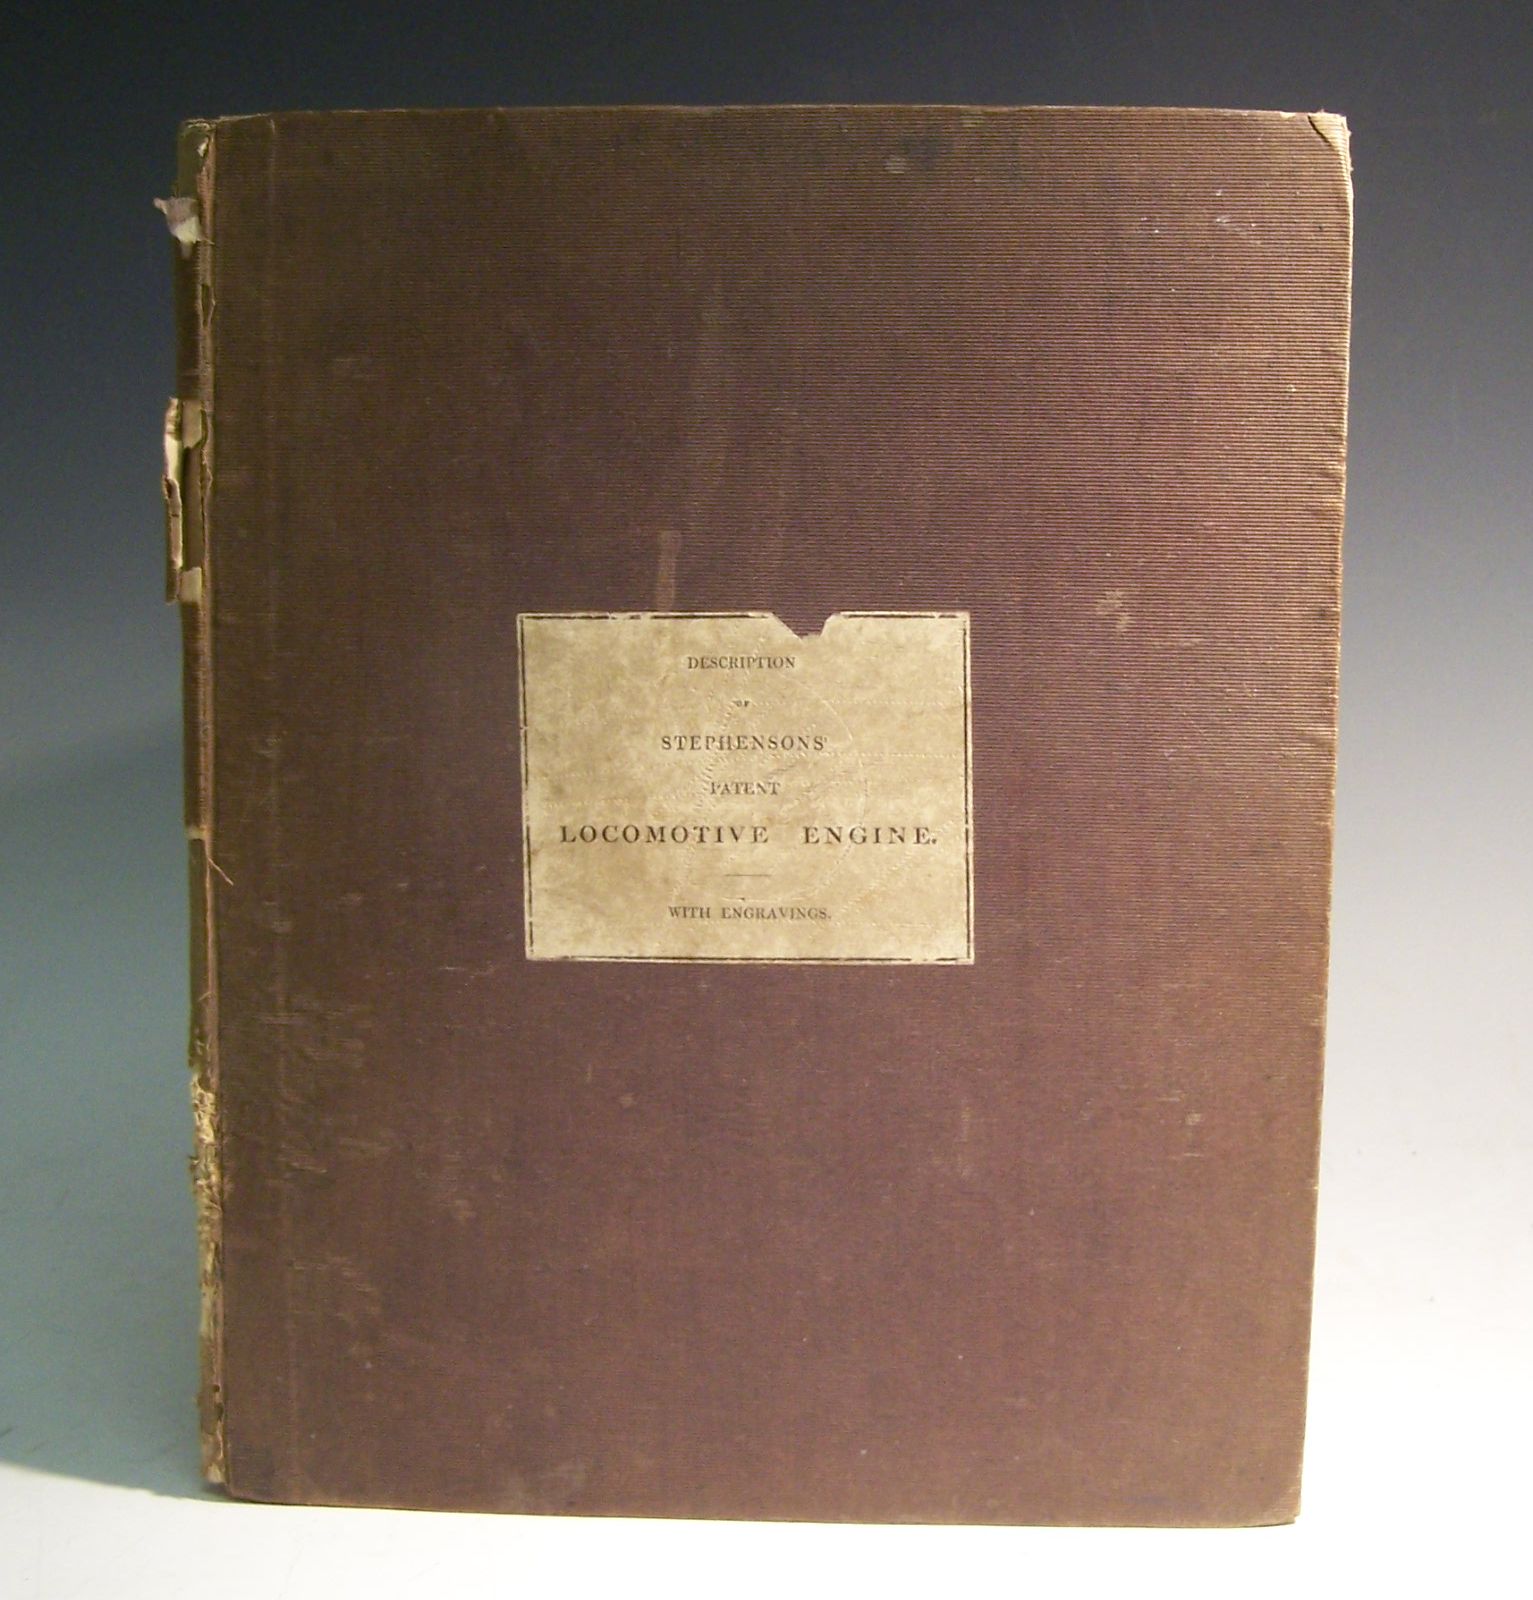 DESCRIPTION
OF
STEPHENSONS'
PATENT
LOCOMOTIVE ENGINE.
WITH ENGRAVINGS.